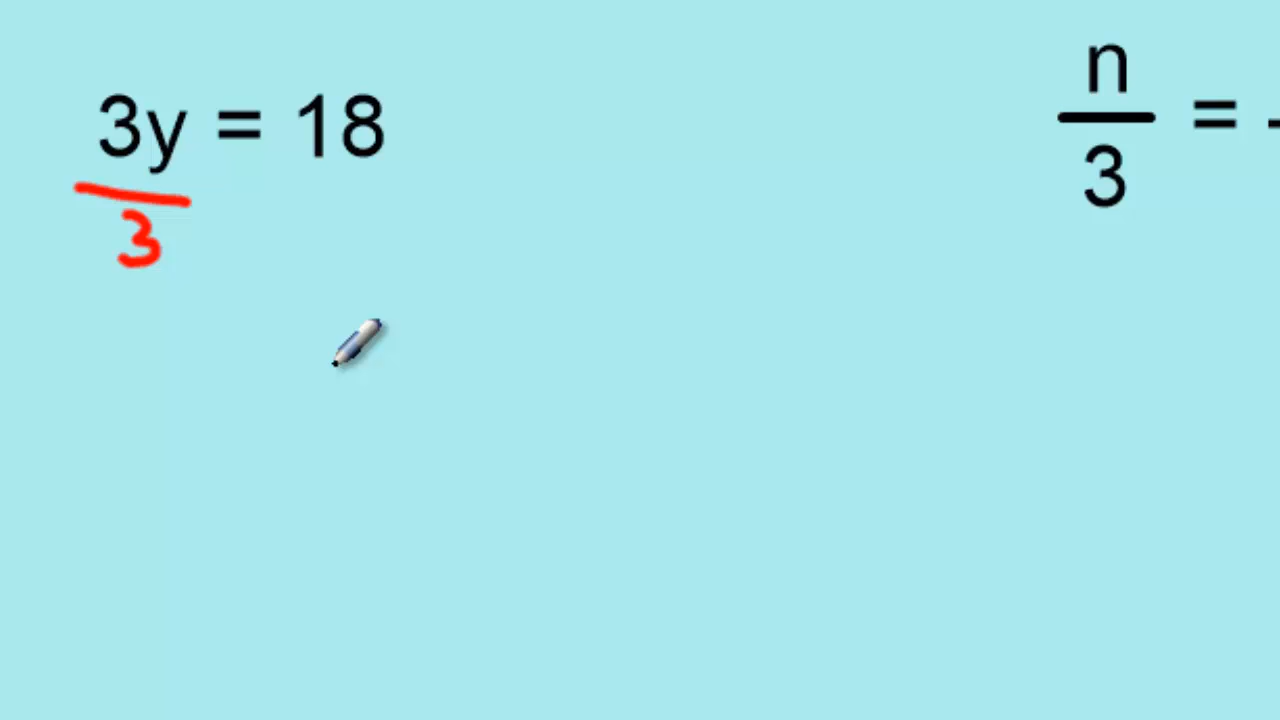 3y = 18
3
n
3 =